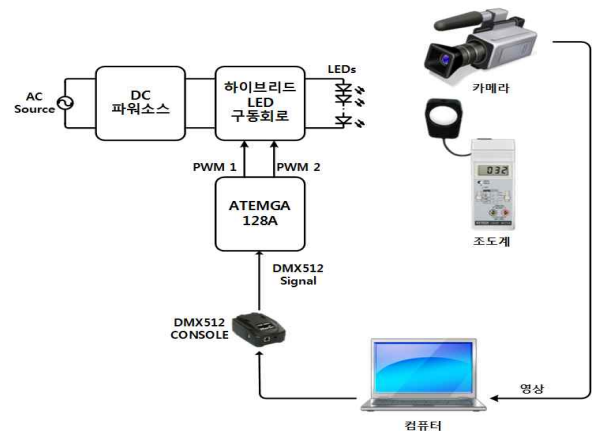 AC
Source
DC
파워소스
하이브리드
LED
구동회로
LEDs
카메라
PWM 1
PWM 2
ATEMGA
128A
032
조도계
DMX512
Signal
DMX512
CONSOLE
영상
컴퓨터